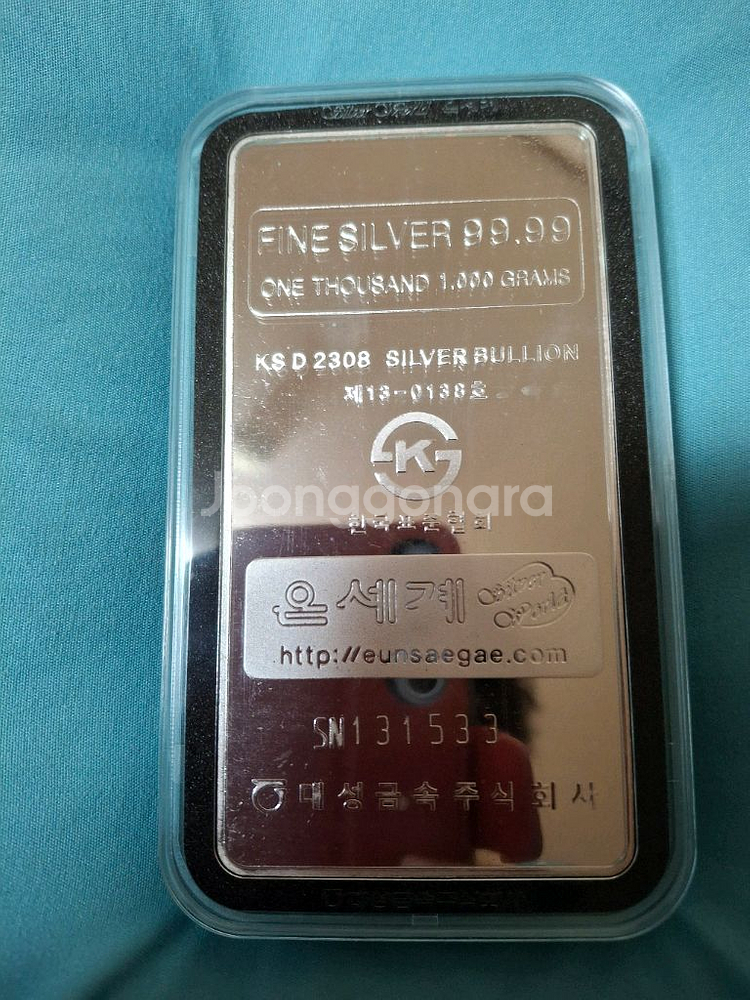 FINE SILVER 99.99
ONE THOUSAND 1.000 GRAMS
KS D 2308 SILVER BULLION
제13-0138호
K
Joonggonara
한국표준협회
은세계 Silver World
http://eunsaegae.com
SN131533
대성금속주식회사